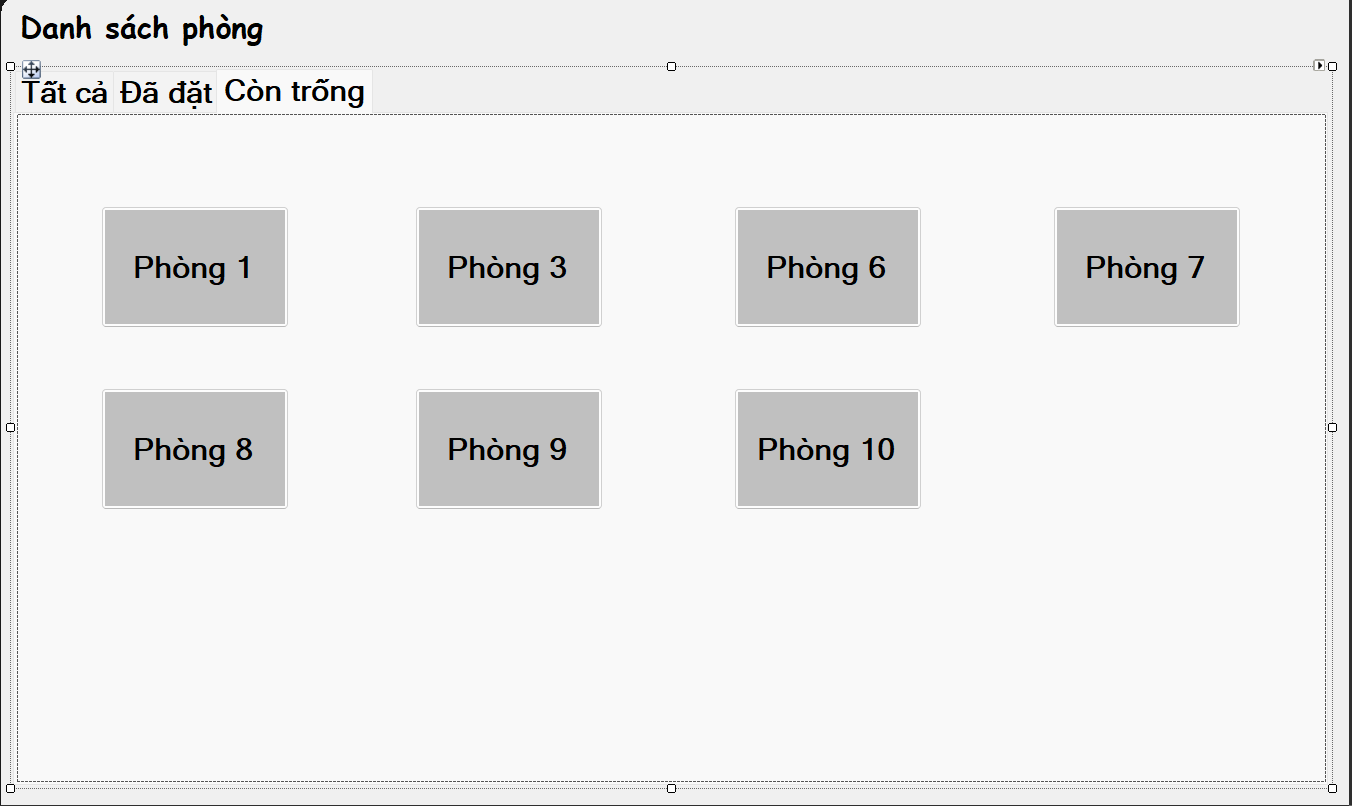 Danh sách phòng
Tất cả Đã đặt Còn trống
Phòng 1 Phòng 3 Phòng 6 Phòng 7
Phòng 8 Phòng 9 Phòng 10